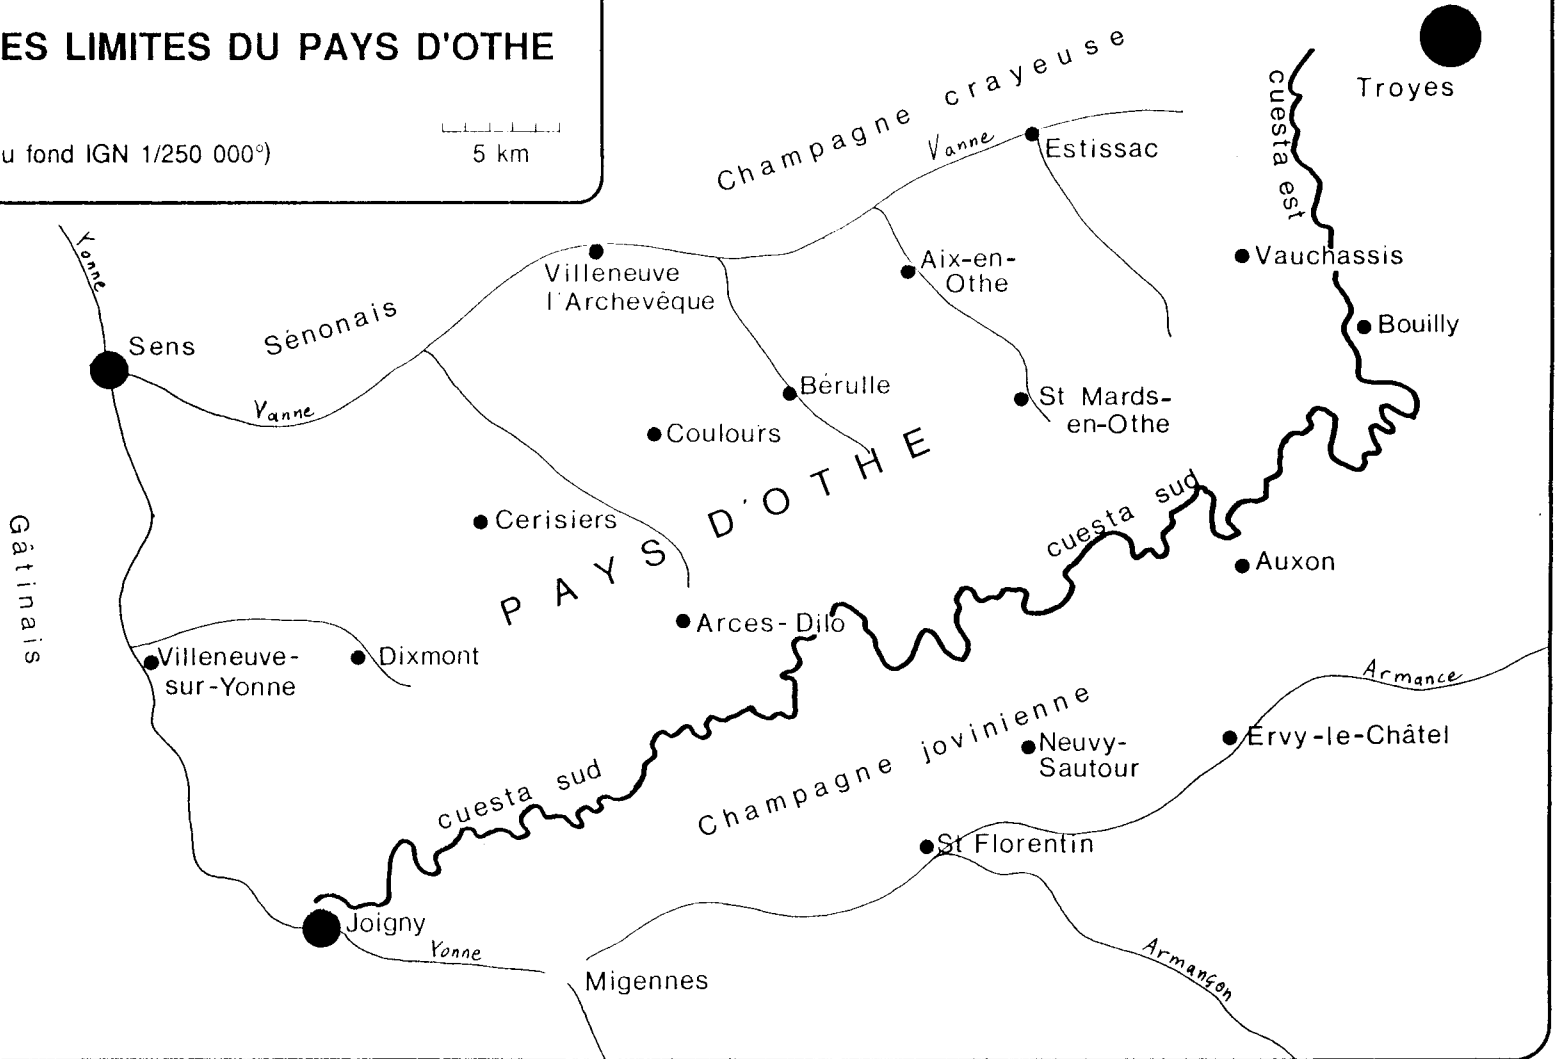 ES LIMITES DU PAYS D'OTHE
u fond IGN 1/250 000°)
5 km
Champagne crayeuse
cuesta est
Troyes
Vanne
Estissac
Yonne
Villeneuve
l'Archevêque
Aix-en-
Othe
Vauchassis
Bouilly
Sens
Sénonais
Vanne
Bérulle
St Mards-
en-Othe
Coulours
PAYS D'OTHE
cuesta sud
Cerisiers
Gâtinais
Auxon
Arces-Dilo
Villeneuve-
sur-Yonne
Dixmont
Armance
Champagne jovinienne
Neuvy-
Sautour
Ervy-le-Châtel
cuesta sud
St Florentin
Joigny
Yonne
Migennes
Armançon